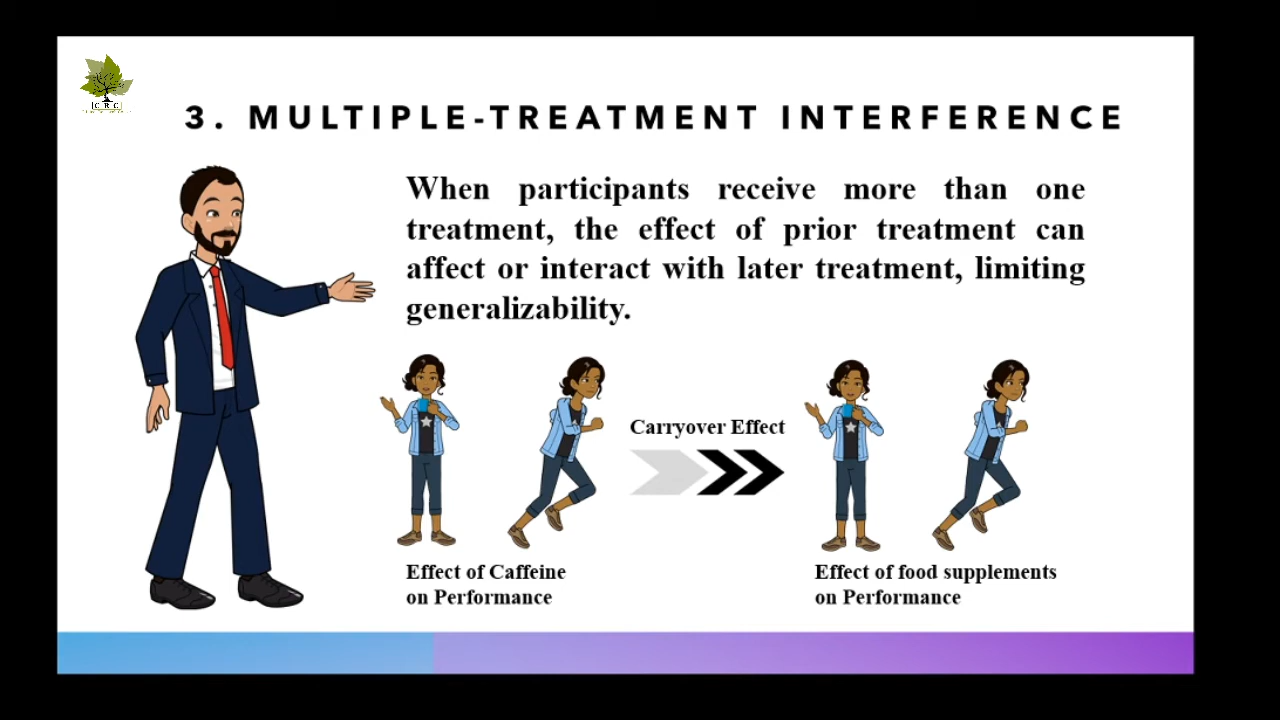 CRC
3. MULTIPLE-TREATMENT INTERFERENCE
When participants receive more than one
treatment, the effect of prior treatment can
affect or interact with later treatment, limiting
generalizability.
Carryover Effect
Effect of Caffeine
on Performance
Effect of food supplements
on Performance